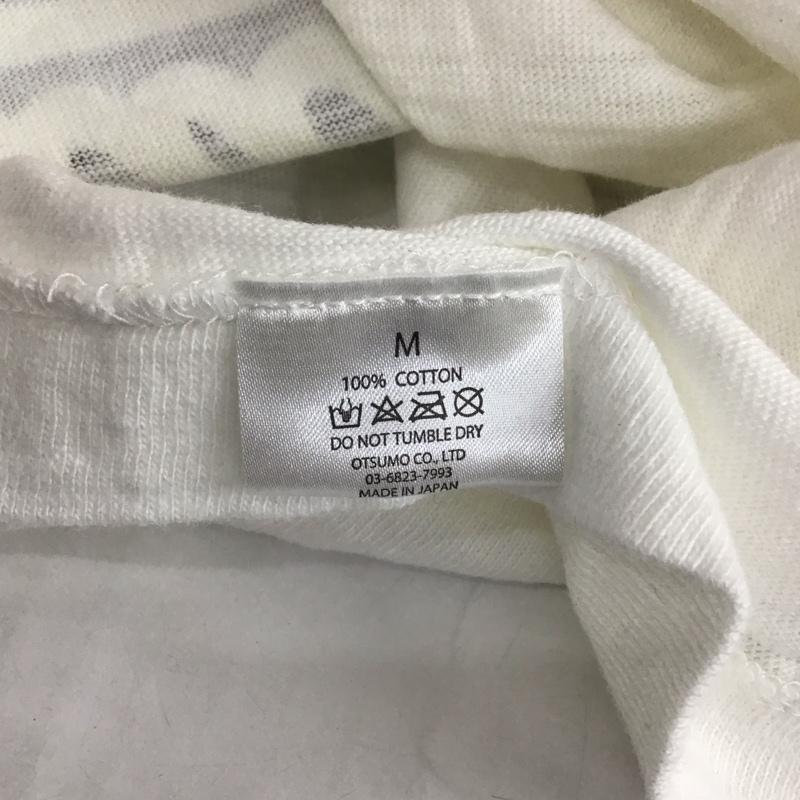 M
100% COTTON
DO NOT TUMBLE DRY
OTSUMO CO., LTD
03-6823-7993
MADE IN JAPAN